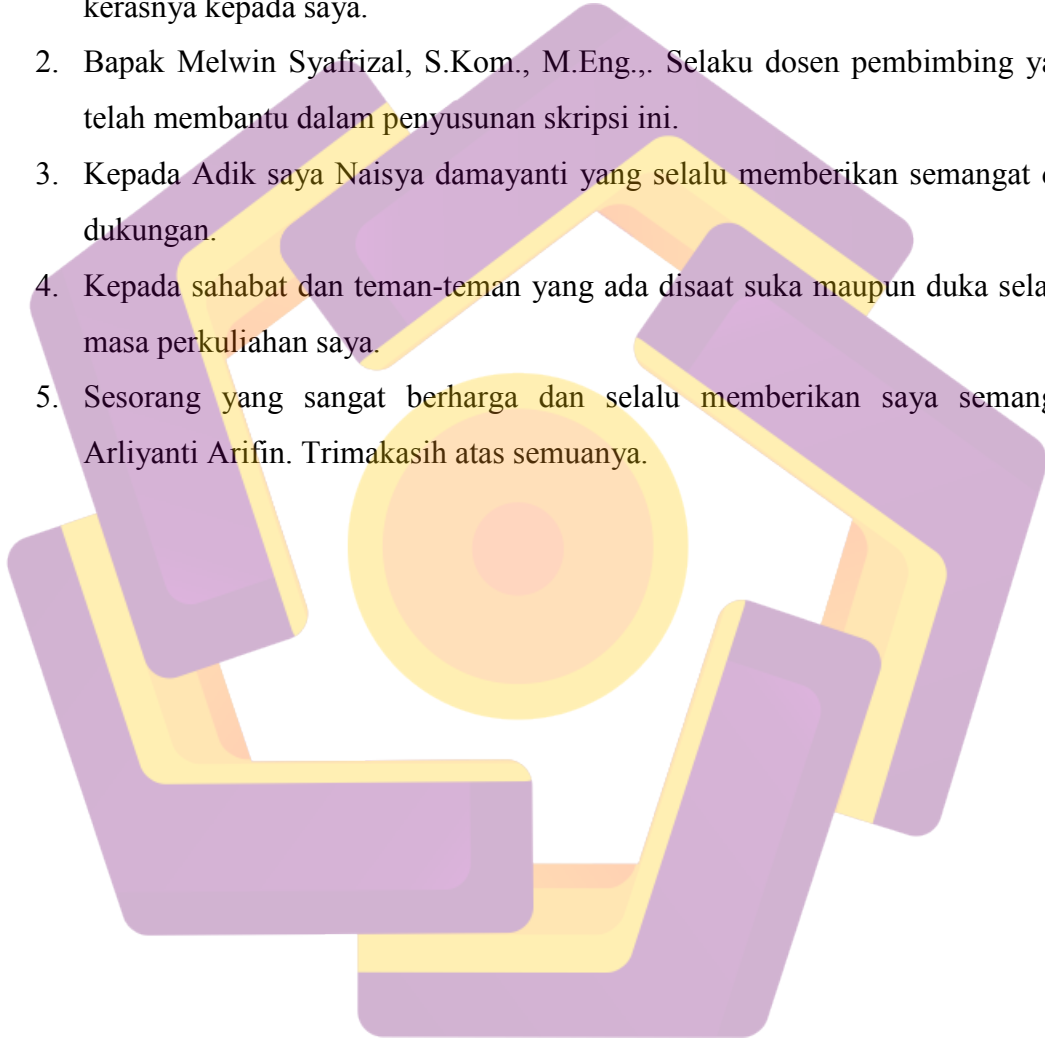 kerasnya kepada saya.
2. Bapak Melwin Syafrizal, S.Kom., M.Eng.,. Selaku dosen pembimbing
telah membantu dalam penyusunan skripsi ini.
3. Kepada Adik saya Naisya damayanti yang selalu memberikan semangat
dukungan.
4. Kepada sahabat dan teman-teman yang ada disaat suka maupun duka
masa perkuliahan saya.
5. Sesorang yang sangat berharga dan selalu memberikan saya
Arliyanti Arifin. Trimakasih atas semuanya.